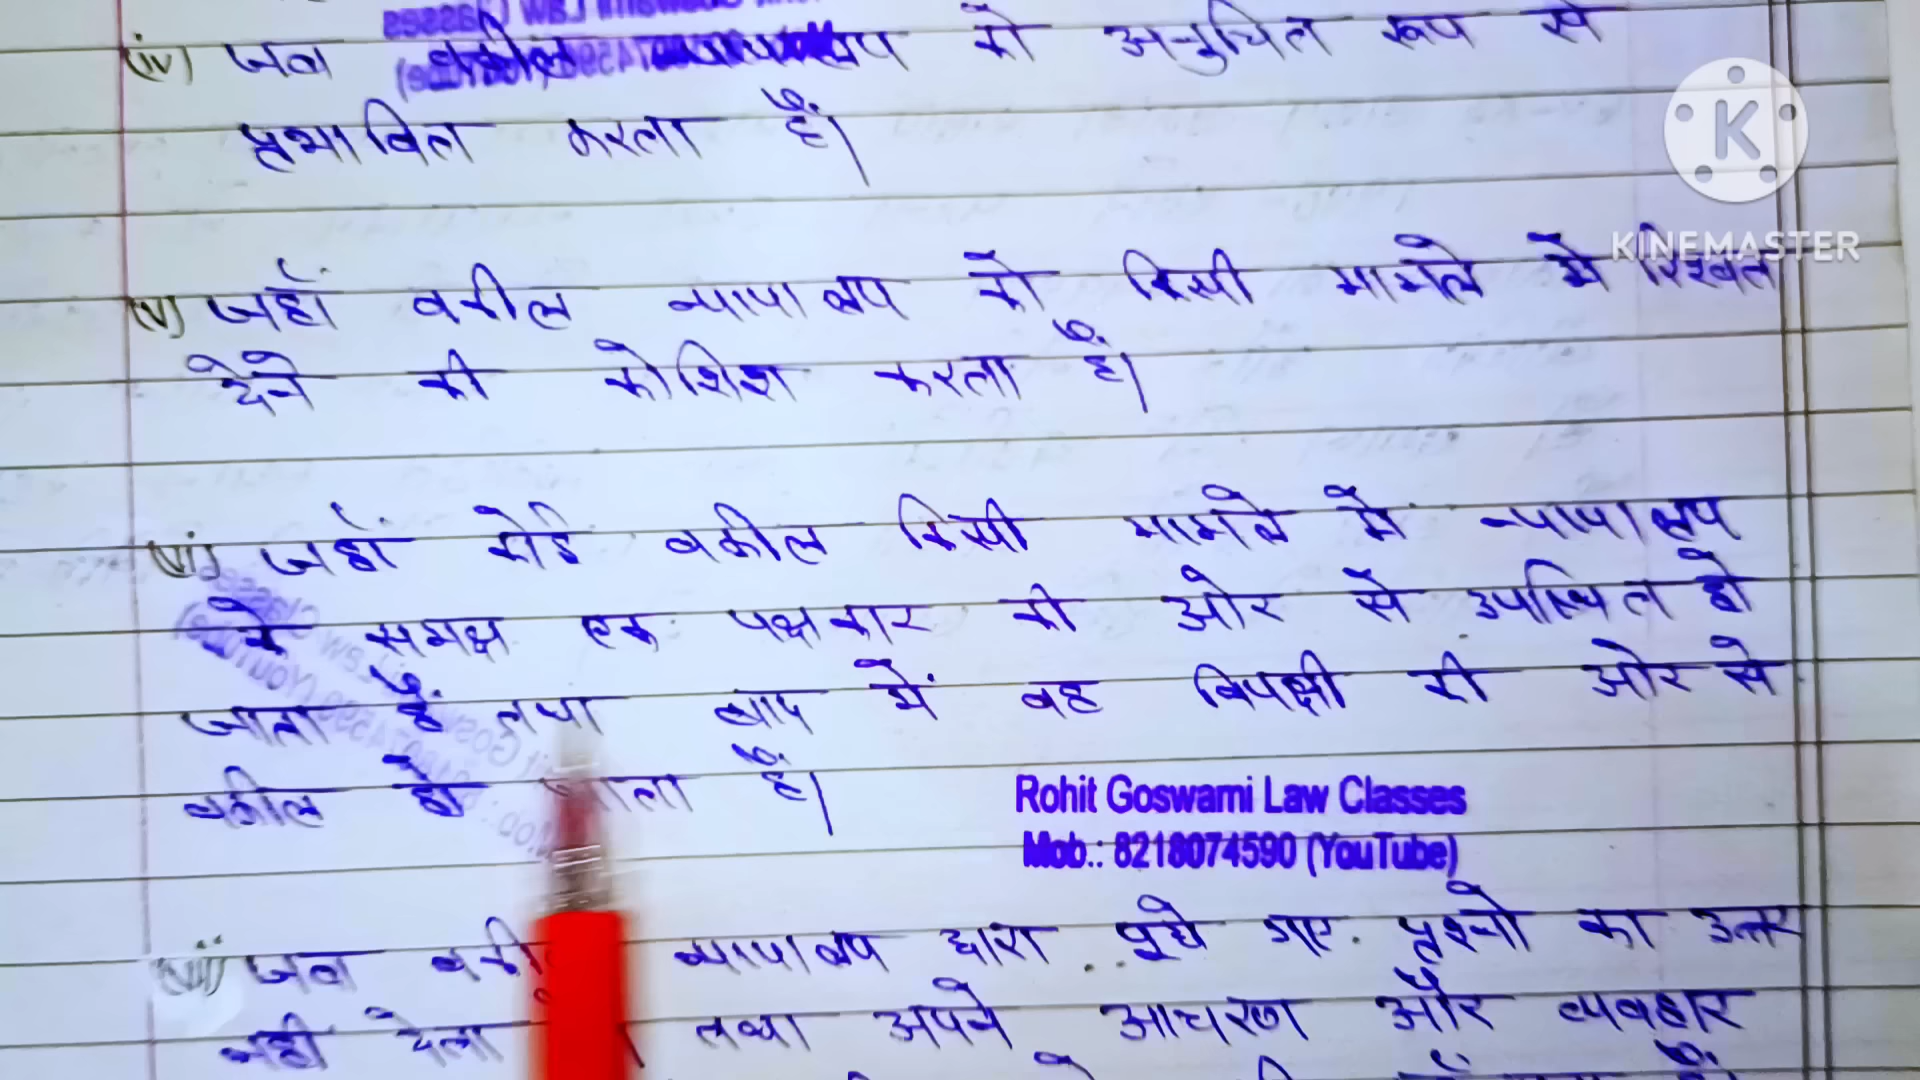 (iv) जब वकील न्यायालय को अनुचित रूप से
प्रभावित करता है।
KINEMASTER
(v) जहाँ वकील न्यायालय को किसी मामले में रिश्वत
देने की कोशिश करता है।
(vi) जहाँ कोई वकील किसी मामले में न्यायालय
के समक्ष एक पक्षकार की ओर से उपस्थित हो
जाता है तथा बाद में वह विपक्षी की ओर से
वकील हो जाता है।
Rohit Goswami Law Classes
Mob.: 8218074590 (YouTube)
(vii) जब वकील न्यायालय द्वारा पूछे गए प्रश्नो का उत्तर
नही देता तथा अपने आचरण और व्यवहार